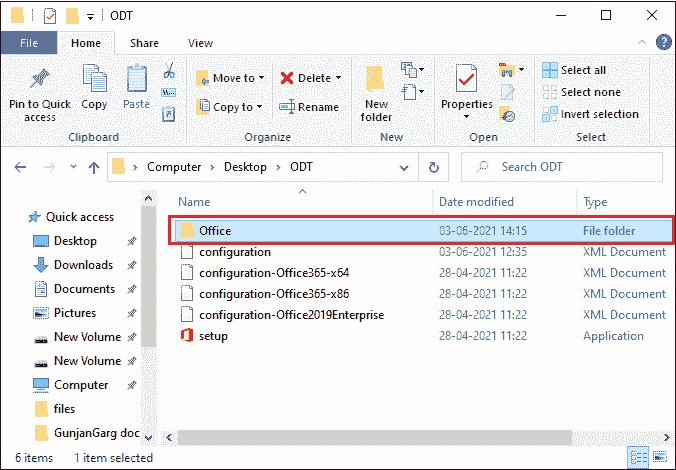 ODT
File Home Share View
Pin to Quick access
Copy
Paste
Clipboard
Move to
Copy to
Delete
Rename
Organize
New folder
New
Properties
Open
Select all
Select none
Invert selection
Select
Computer > Desktop > ODT
Search ODT
Quick access
Desktop
Downloads
Documents
Pictures
New Volume
New Volume
Computer
files
GunjanGarg doc
Name Date modified Type
Office 03-06-2021 14:15 File folder
configuration 03-06-2021 12:35 XML Document
configuration-Office365-x64 28-04-2021 11:22 XML Document
configuration-Office365-x86 28-04-2021 11:22 XML Document
configuration-Office2019Enterprise 28-04-2021 11:22 XML Document
setup 28-04-2021 11:22 Application
6 items 1 item selected